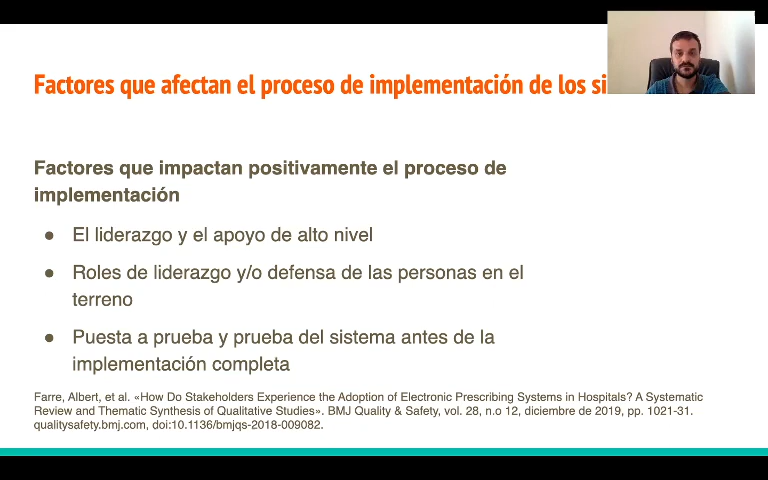 Factores que afectan el proceso de implementación de los
Factores que impactan positivamente el proceso de
implementación
● El liderazgo y el apoyo de alto nivel
● Roles de liderazgo y/o defensa de las personas en el
terreno
● Puesta a prueba y prueba del sistema antes de la
implementación completa
Farre, Albert, et al. «How Do Stakeholders Experience the Adoption of Electronic Prescribing Systems in Hospitals? A Systematic
Review and Thematic Synthesis of Qualitative Studies». BMJ Quality & Safety, vol. 28, n.o 12, diciembre de 2019, pp. 1021-31.
qualitysafety.bmj.com, doi:10.1136/bmjqs-2018-009082.